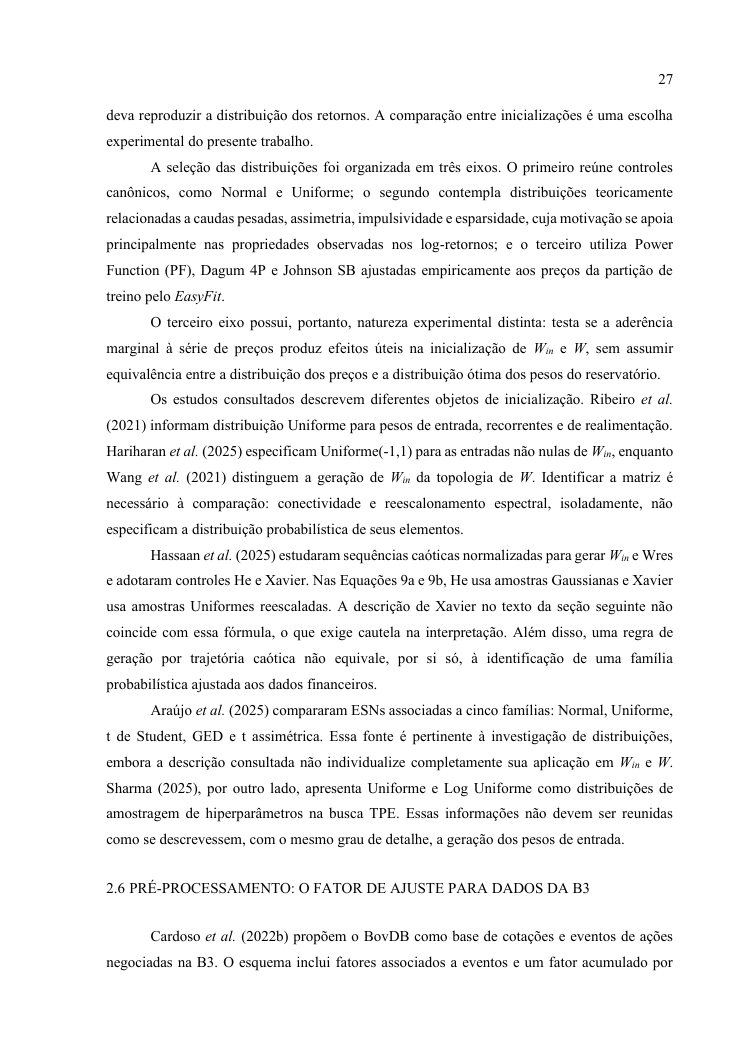 27
deva reproduzir a distribuição dos retornos. A comparação entre inicializações é uma escolha
experimental do presente trabalho.
A seleção das distribuições foi organizada em três eixos. O primeiro reúne controles
canônicos, como Normal e Uniforme; o segundo contempla distribuições teoricamente
relacionadas a caudas pesadas, assimetria, impulsividade e esparsidade, cuja motivação se apoia
principalmente nas propriedades observadas nos log-retornos; e o terceiro utiliza Power
Function (PF), Dagum 4P e Johnson SB ajustadas empiricamente aos preços da partição de
treino pelo EasyFit.
O terceiro eixo possui, portanto, natureza experimental distinta: testa se a aderência
marginal à série de preços produz efeitos úteis na inicialização de Win e W, sem assumir
equivalência entre a distribuição dos preços e a distribuição ótima dos pesos do reservatório.
Os estudos consultados descrevem diferentes objetos de inicialização. Ribeiro et al.
(2021) informam distribuição Uniforme para pesos de entrada, recorrentes e de realimentação.
Hariharan et al. (2025) especificam Uniforme(-1,1) para as entradas não nulas de Win, enquanto
Wang et al. (2021) distinguem a geração de Win da topologia de W. Identificar a matriz é
necessário à comparação: conectividade e reescalonamento espectral, isoladamente, não
especificam a distribuição probabilística de seus elementos.
Hassaan et al. (2025) estudaram sequências caóticas normalizadas para gerar Win e Wres
e adotaram controles He e Xavier. Nas Equações 9a e 9b, He usa amostras Gaussianas e Xavier
usa amostras Uniformes reescaladas. A descrição de Xavier no texto da seção seguinte não
coincide com essa fórmula, o que exige cautela na interpretação. Além disso, uma regra de
geração por trajetória caótica não equivale, por si só, à identificação de uma família
probabilística ajustada aos dados financeiros.
Araújo et al. (2025) compararam ESNs associadas a cinco famílias: Normal, Uniforme,
t de Student, GED e t assimétrica. Essa fonte é pertinente à investigação de distribuições,
embora a descrição consultada não individualize completamente sua aplicação em Win e W.
Sharma (2025), por outro lado, apresenta Uniforme e Log Uniforme como distribuições de
amostragem de hiperparâmetros na busca TPE. Essas informações não devem ser reunidas
como se descrevessem, com o mesmo grau de detalhe, a geração dos pesos de entrada.
2.6 PRÉ-PROCESSAMENTO: O FATOR DE AJUSTE PARA DADOS DA B3
Cardoso et al. (2022b) propõem o BovDB como base de cotações e eventos de ações
negociadas na B3. O esquema inclui fatores associados a eventos e um fator acumulado por